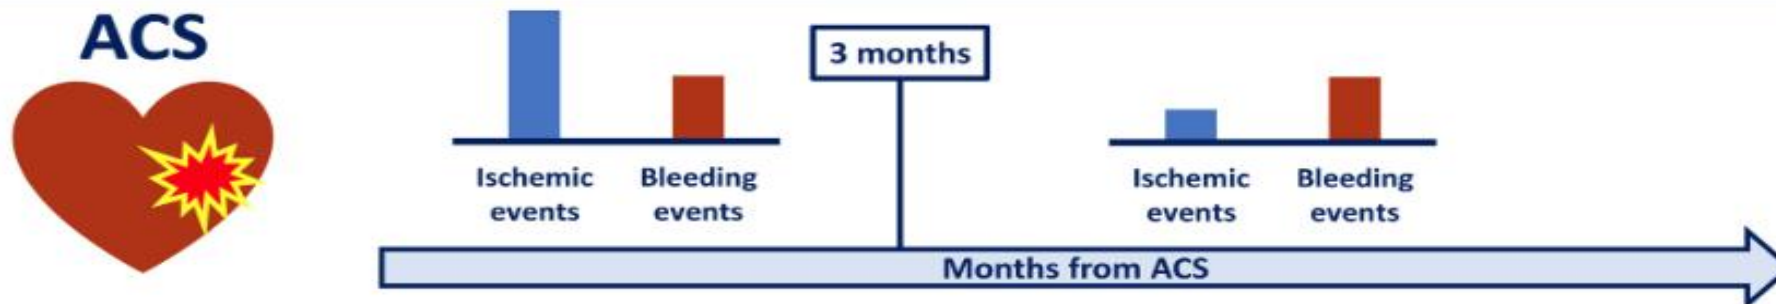 ACS
3 months
Ischemic
events
Bleeding
events
Ischemic
events
Bleeding
events
Months from ACS